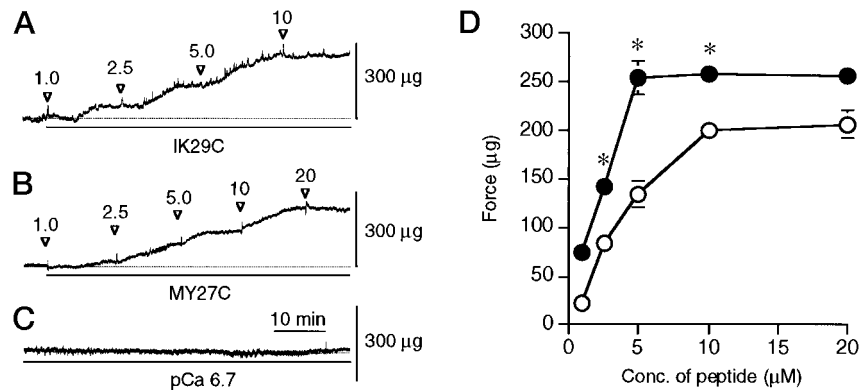 A
1.0
2.5
5.0
10
300 µg
IK29C
B
1.0
2.5
5.0
10
20
300 µg
MY27C
C
10 min
300 µg
pCa 6.7
D
300
250
200
150
100
50
0
Force (µg)
* * *
0 5 10 15 20
Conc. of peptide (µM)